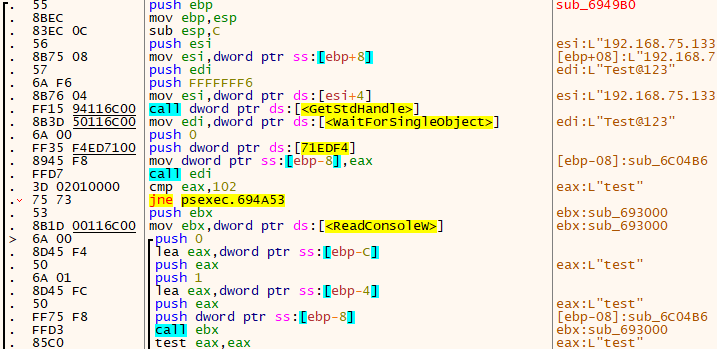 . 55 push ebp sub_6949B0
. 8BEC mov ebp,esp
. 83EC 0C sub esp,C
. 56 push esi esi:L"192.168.75.133
. 8B75 08 mov esi,dword ptr ss:[ebp+8] [ebp+08]:L"192.168.7
. 57 push edi edi:L"Test@123"
. 6A F6 push FFFFFFF6
. 8B76 04 mov esi,dword ptr ds:[esi+4] esi:L"192.168.75.133
. FF15 94116C00 call dword ptr ds:[<GetStdHandle>]
. 8B3D 50116C00 mov edi,dword ptr ds:[<WaitForSingleObject>] edi:L"Test@123"
. 6A 00 push 0
. FF35 F4ED7100 push dword ptr ds:[71EDF4]
. 8945 F8 mov dword ptr ss:[ebp-8],eax [ebp-08]:sub_6C04B6
. FFD7 call edi
. 3D 02010000 cmp eax,102 eax:L"test"
. 75 73 jne psexec.694A53
. 53 push ebx ebx:sub_693000
. 8B1D 00116C00 mov ebx,dword ptr ds:[<ReadConsoleW>] ebx:sub_693000
> 6A 00 push 0
. 8D45 F4 lea eax,dword ptr ss:[ebp-C]
. 50 push eax eax:L"test"
. 6A 01 push 1
. 8D45 FC lea eax,dword ptr ss:[ebp-4]
. 50 push eax eax:L"test"
. FF75 F8 push dword ptr ss:[ebp-8] [ebp-08]:sub_6C04B6
. FFD3 call ebx ebx:sub_693000
. 85C0 test eax,eax eax:L"test"